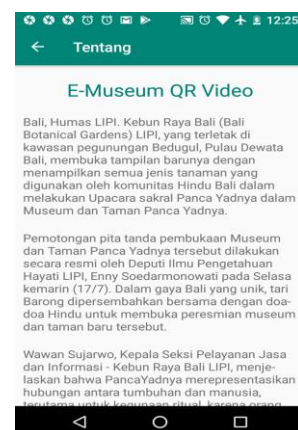 12:25
Tentang
E-Museum QR Video
Bali, Humas LIPI. Kebun Raya Bali (Bali
Botanical Gardens) LIPI, yang terletak di
kawasan pegunungan Bedugul, Pulau Dewata
Bali, membuka tampilan barunya dengan
menampilkan semua jenis tanaman yang
digunakan oleh komunitas Hindu Bali dalam
melakukan Upacara sakral Panca Yadnya dalam
Museum dan Taman Panca Yadnya.
Pemotongan pita tanda pembukaan Museum
dan Taman Panca Yadnya tersebut dilakukan
secara resmi oleh Deputi Ilmu Pengetahuan
Hayati LIPI, Enny Soedarmonowati pada Selasa
kemarin (17/7). Dalam gaya Bali yang unik, tari
Barong dipersembahkan bersama dengan doa-
doa Hindu untuk membuka peresmian museum
dan taman baru tersebut.
Wawan Sujarwo, Kepala Seksi Pelayanan Jasa
dan Informasi - Kebun Raya Bali LIPI, menje-
laskan bahwa PancaYadnya merepresentasikan
hubungan antara tumbuhan dan manusia,
terutama untuk kegunaan ritual, karena orang